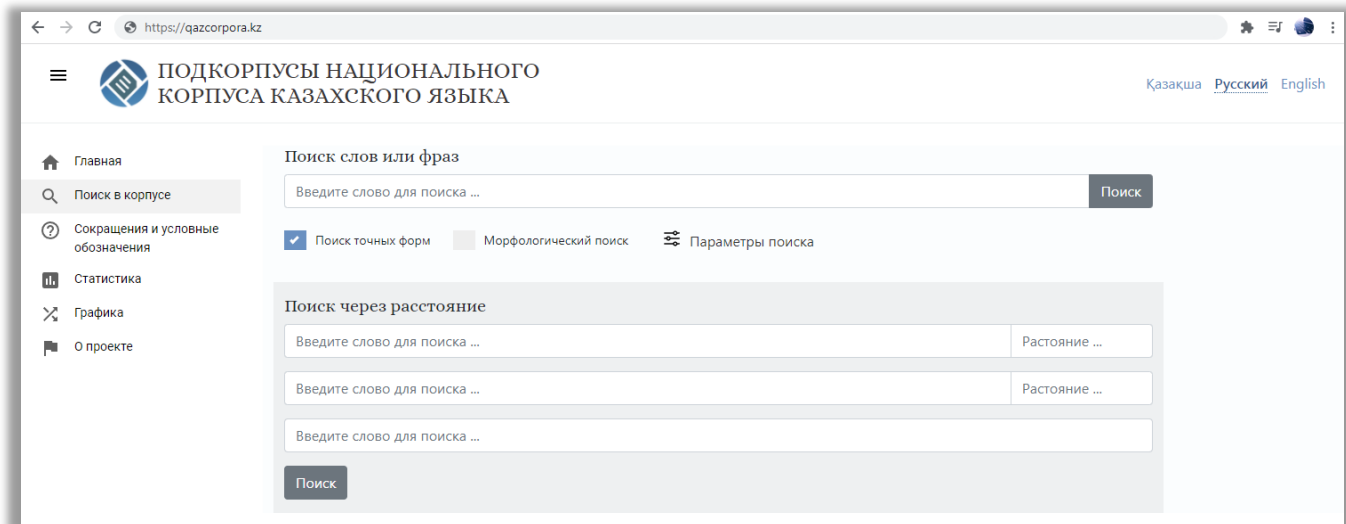 https://qazcorpora.kz
ПОДКОРПУСЫ НАЦИОНАЛЬНОГО
КОРПУСА КАЗАХСКОГО ЯЗЫКА
Қазақша Русский English
Главная
Поиск в корпусе
Сокращения и условные
обозначения
Статистика
Графика
О проекте
Поиск слов или фраз
Введите слово для поиска ... Поиск
Поиск точных форм Морфологический поиск Параметры поиска
Поиск через расстояние
Введите слово для поиска ... Растояние ...
Введите слово для поиска ... Растояние ...
Введите слово для поиска ...
Поиск